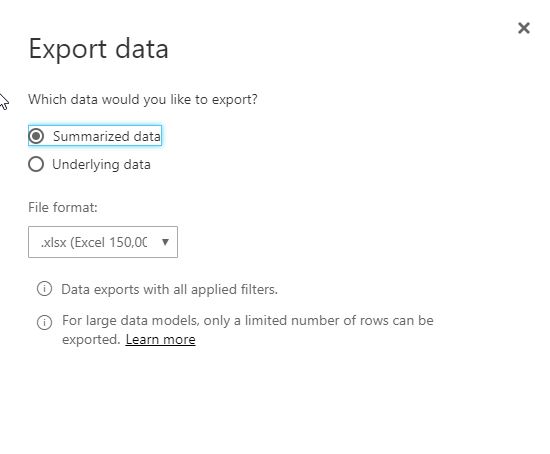 Export data
Which data would you like to export?
Summarized data
Underlying data
File format:
.xlsx (Excel 150,00
Data exports with all applied filters.
For large data models, only a limited number of rows can be
exported. Learn more